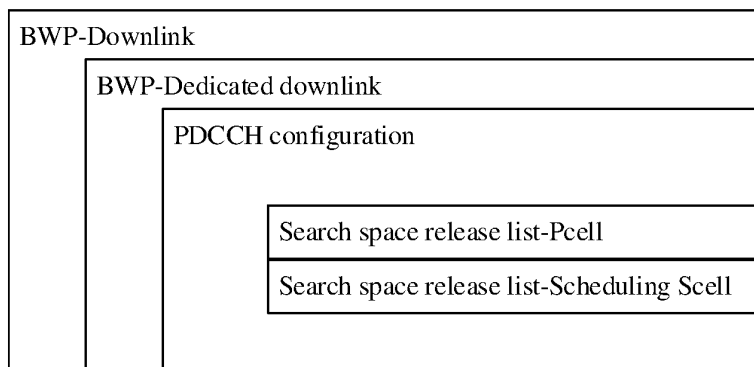 BWP-Downlink
BWP-Dedicated downlink
PDCCH configuration
Search space release list-Pcell
Search space release list-Scheduling Scell